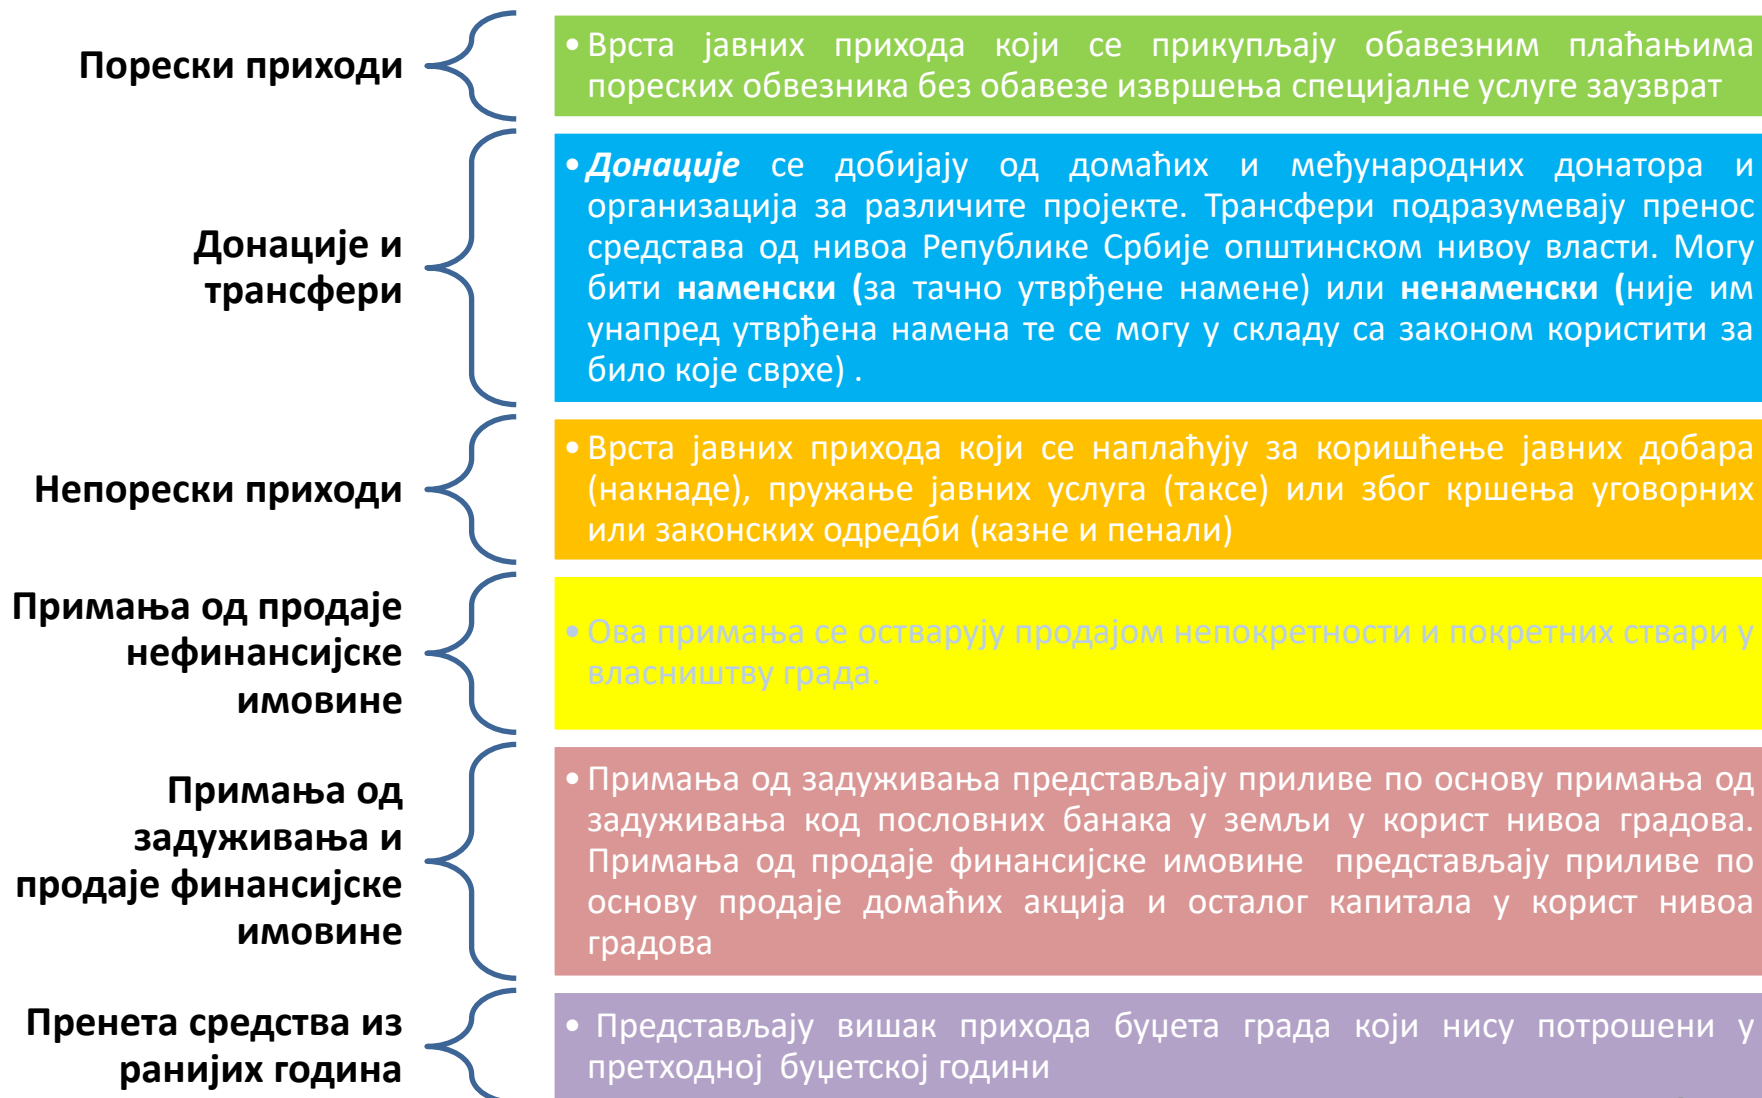 Порески приходи
• Врста јавних прихода који се прикупљају обавезним плаћањима
пореских обвезника без обавезе извршења специјалне услуге заузврат
Донације и
трансфери
• Донације се добијају од домаћих и међународних донатора и
организација за различите пројекте. Трансфери подразумевају пренос
средстава од нивоа Републике Србије општинском нивоу власти. Могу
бити наменски (за тачно утврђене намене) или ненаменски (није им
унапред утврђена намена те се могу у складу са законом користити за
било које сврхе) .
Непорески приходи
• Врста јавних прихода који се наплаћују за коришћење јавних добара
(накнаде), пружање јавних услуга (таксе) или због кршења уговорних
или законских одредби (казне и пенали)
Примања од продаје
нефинансијске
имовине
• Ова примања се остварују продајом непокретности и покретних ствари у
власништву града.
Примања од
задуживања и
продаје финансијске
имовине
• Примања од задуживања представљају приливе по основу примања од
задуживања код пословних банака у земљи у корист нивоа градова.
Примања од продаје финансијске имовине представљају приливе по
основу продаје домаћих акција и осталог капитала у корист нивоа
градова
Пренета средства из
ранијих година
• Представљају вишак прихода буџета града који нису потрошени у
претходној буџетској години